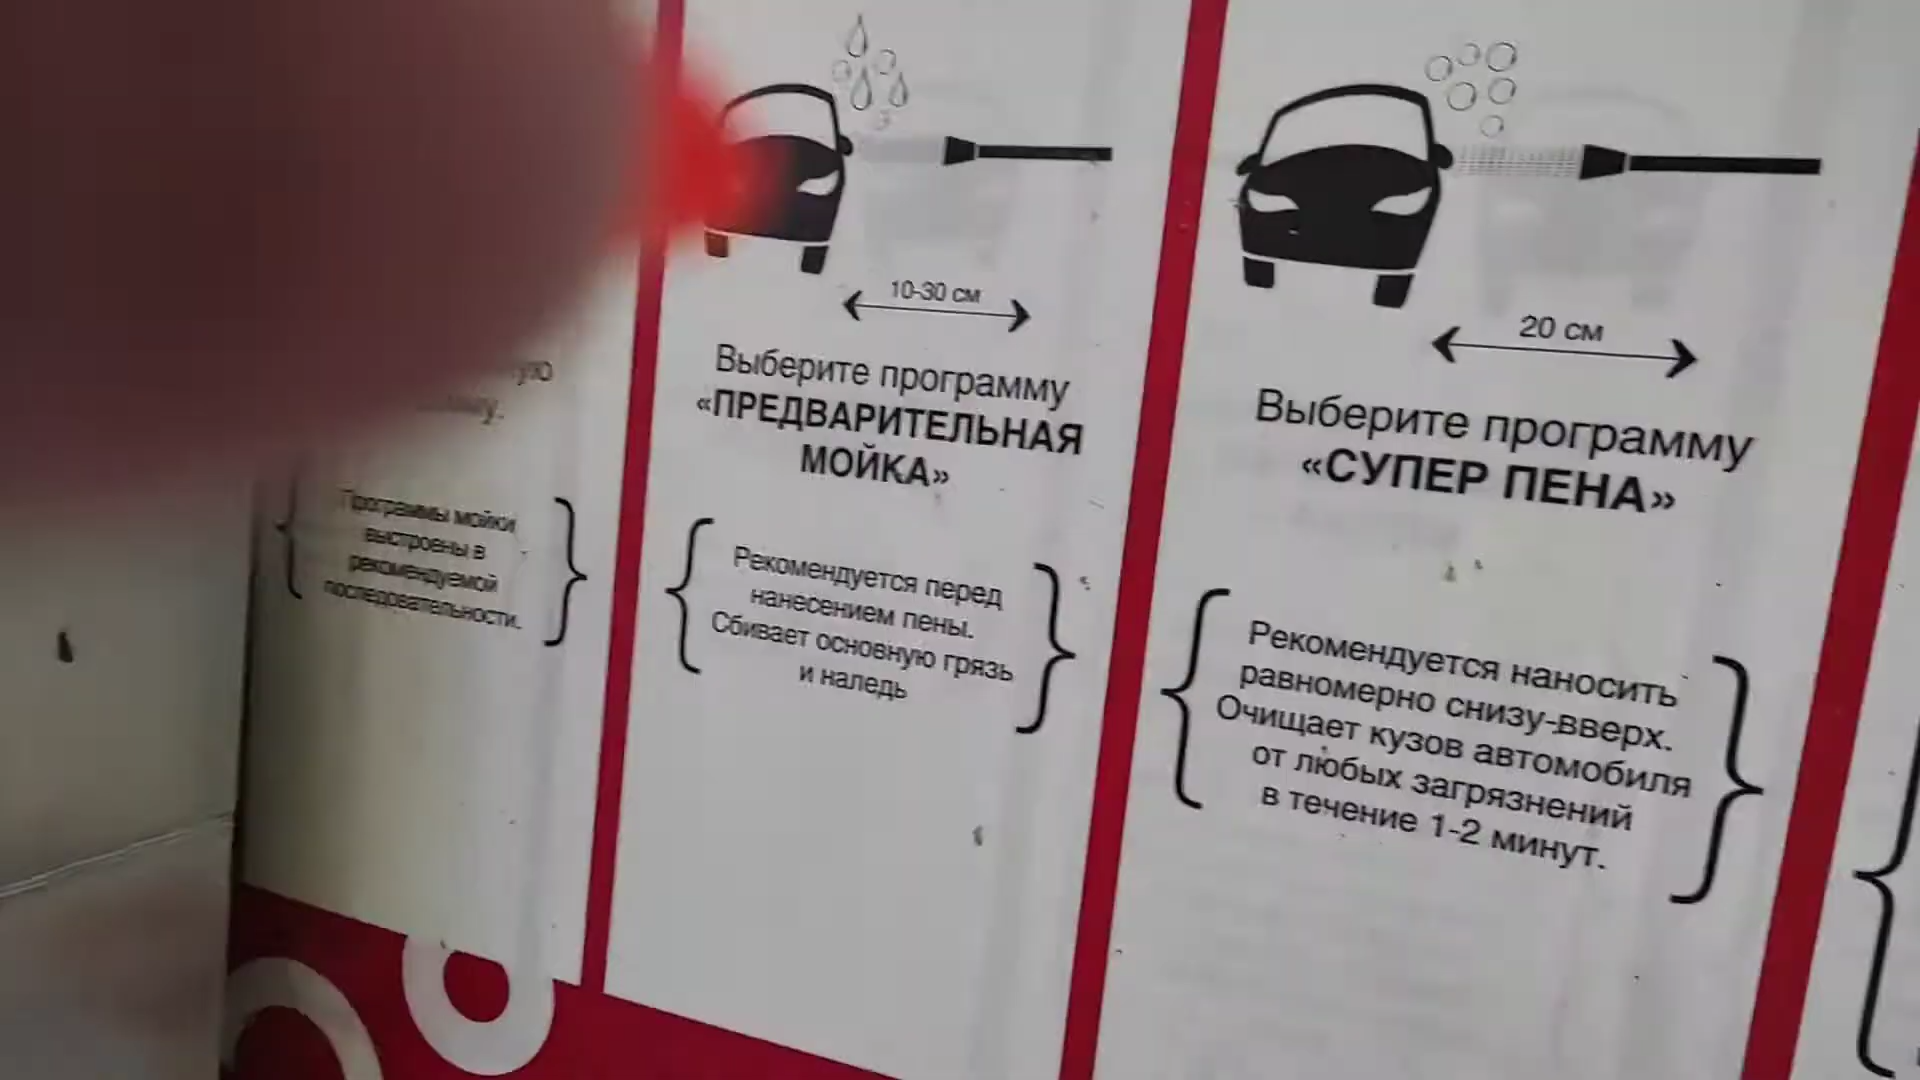 Программы мойки
выстроены в
рекомендуемой
последовательности.
10-30 см
Выберите программу
«ПРЕДВАРИТЕЛЬНАЯ
МОЙКА»
Рекомендуется перед
нанесением пены.
Сбивает основную грязь
и наледь
20 см
Выберите программу
«СУПЕР ПЕНА»
Рекомендуется наносить
равномерно снизу-вверх.
Очищает кузов автомобиля
от любых загрязнений
в течение 1-2 минут.